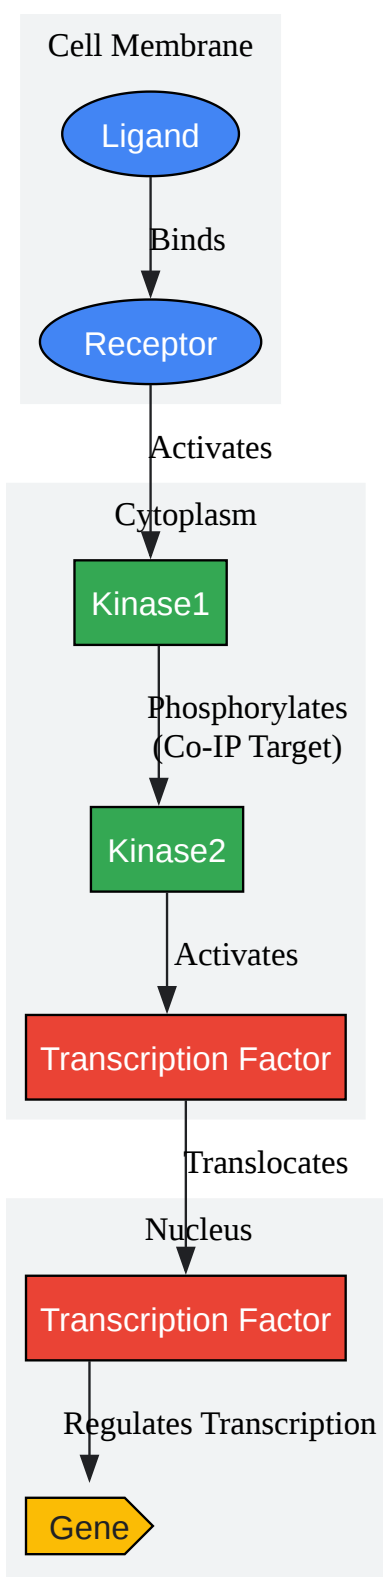 Cell Membrane
Ligand
Binds
Receptor
Activates
Cytoplasm
Kinase1
Phosphorylates
(Co-IP Target)
Kinase2
Activates
Transcription Factor
Translocates
Nucleus
Transcription Factor
Regulates Transcription
Gene